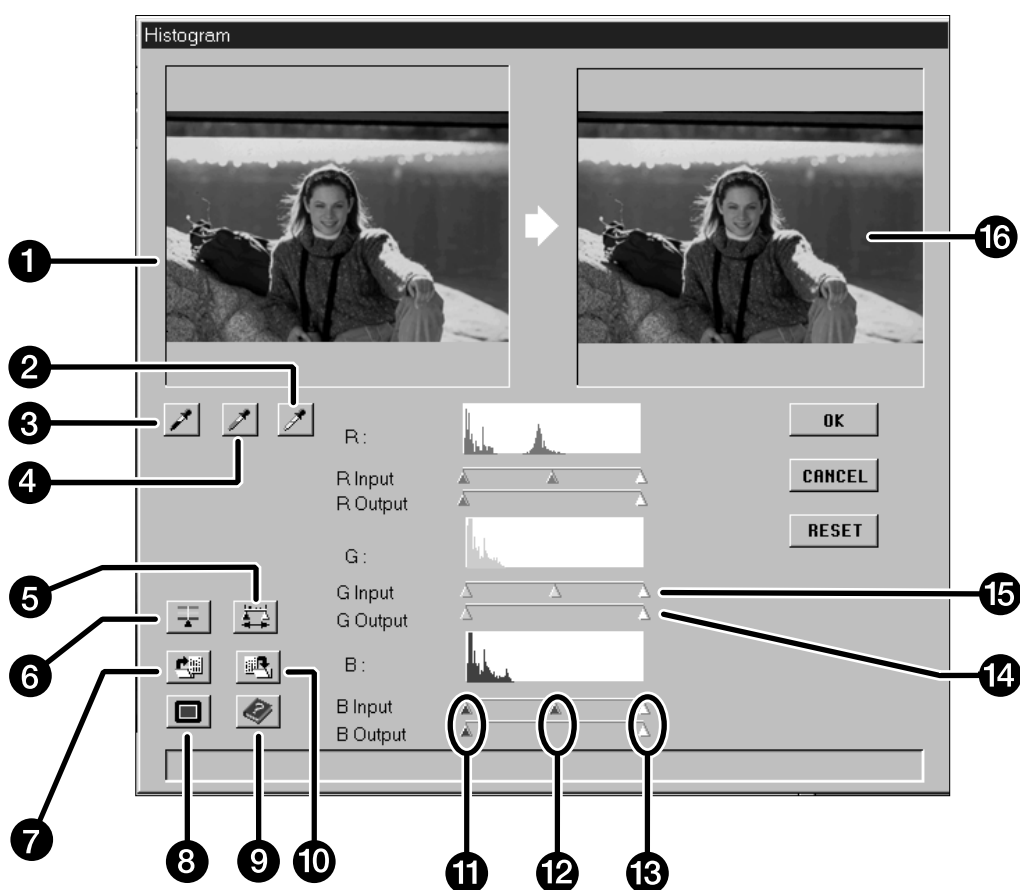 Histogram
1
16
2
3
4
R:
OK
R Input
CANCEL
R Output
RESET
G:
5
G Input
15
G Output
6
14
B:
7
B Input
B Output
8
9
10
11
12
13